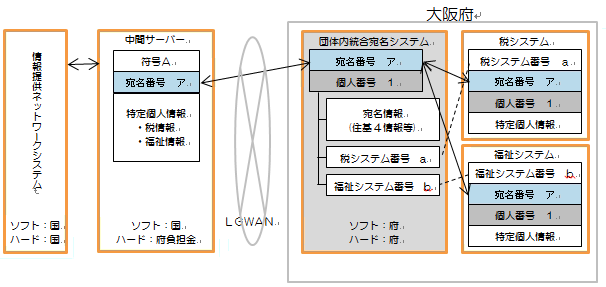 大阪府
情報提供ネットワークシステム
ソフト：国
ハード：国
中間サーバー
符号A
宛名番号 ア
特定個人情報
・税情報
・福祉情報
ソフト：国
ハード：府負担金
ＬＧＷＡＮ
団体内統合宛名システム
宛名番号 ア
個人番号 1
宛名情報
(住基４情報等)
税システム番号 a
福祉システム番号 b
ソフト：府
ハード：府
税システム
税システム番号 a
宛名番号 ア
個人番号 1
特定個人情報
福祉システム
福祉システム番号 b
宛名番号 ア
個人番号 1
特定個人情報